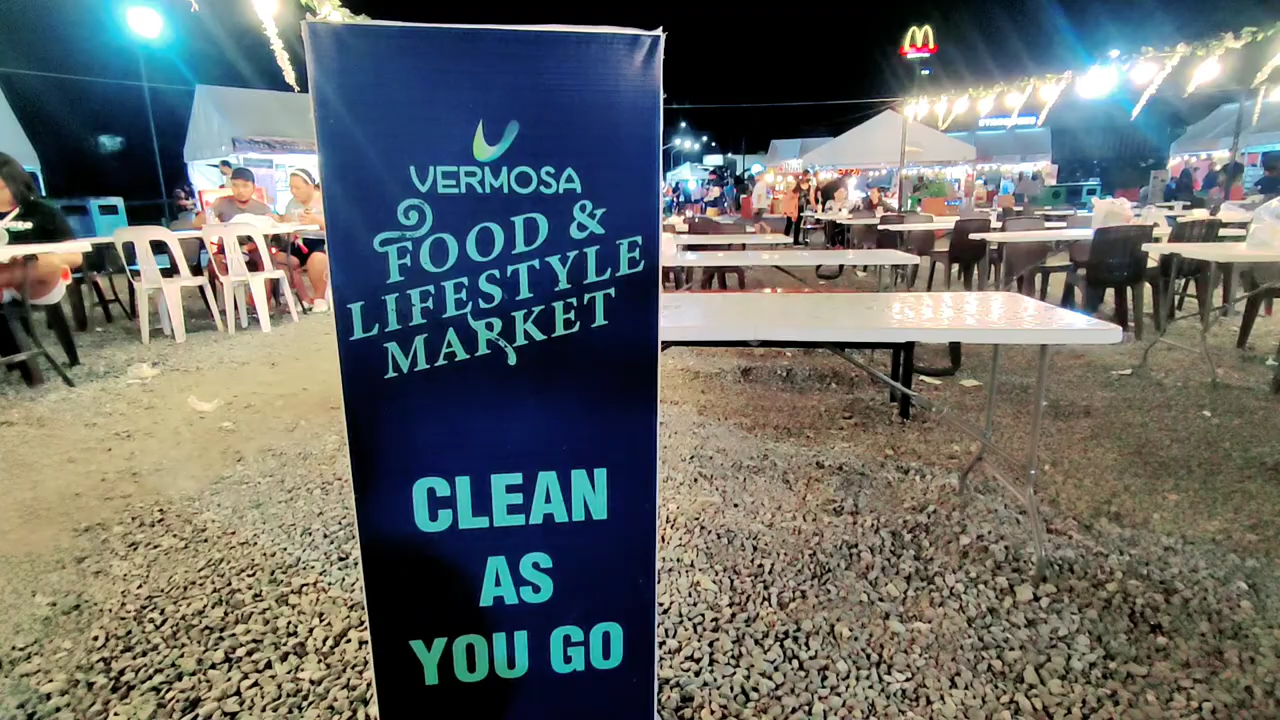 VERMOSA
FOOD &
LIFESTYLE
MARKET
CLEAN
AS
YOU GO